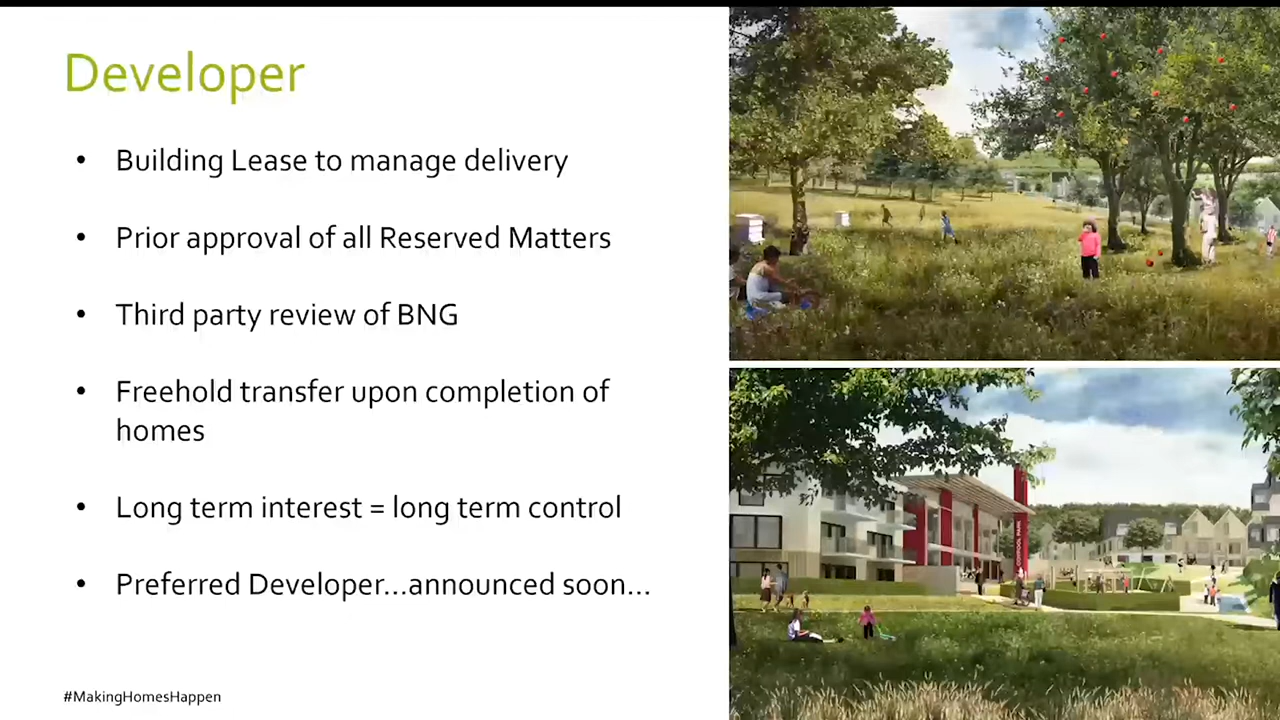 Developer
• Building Lease to manage delivery
• Prior approval of all Reserved Matters
• Third party review of BNG
• Freehold transfer upon completion of
homes
• Long term interest = long term control
• Preferred Developer...announced soon...
#MakingHomesHappen